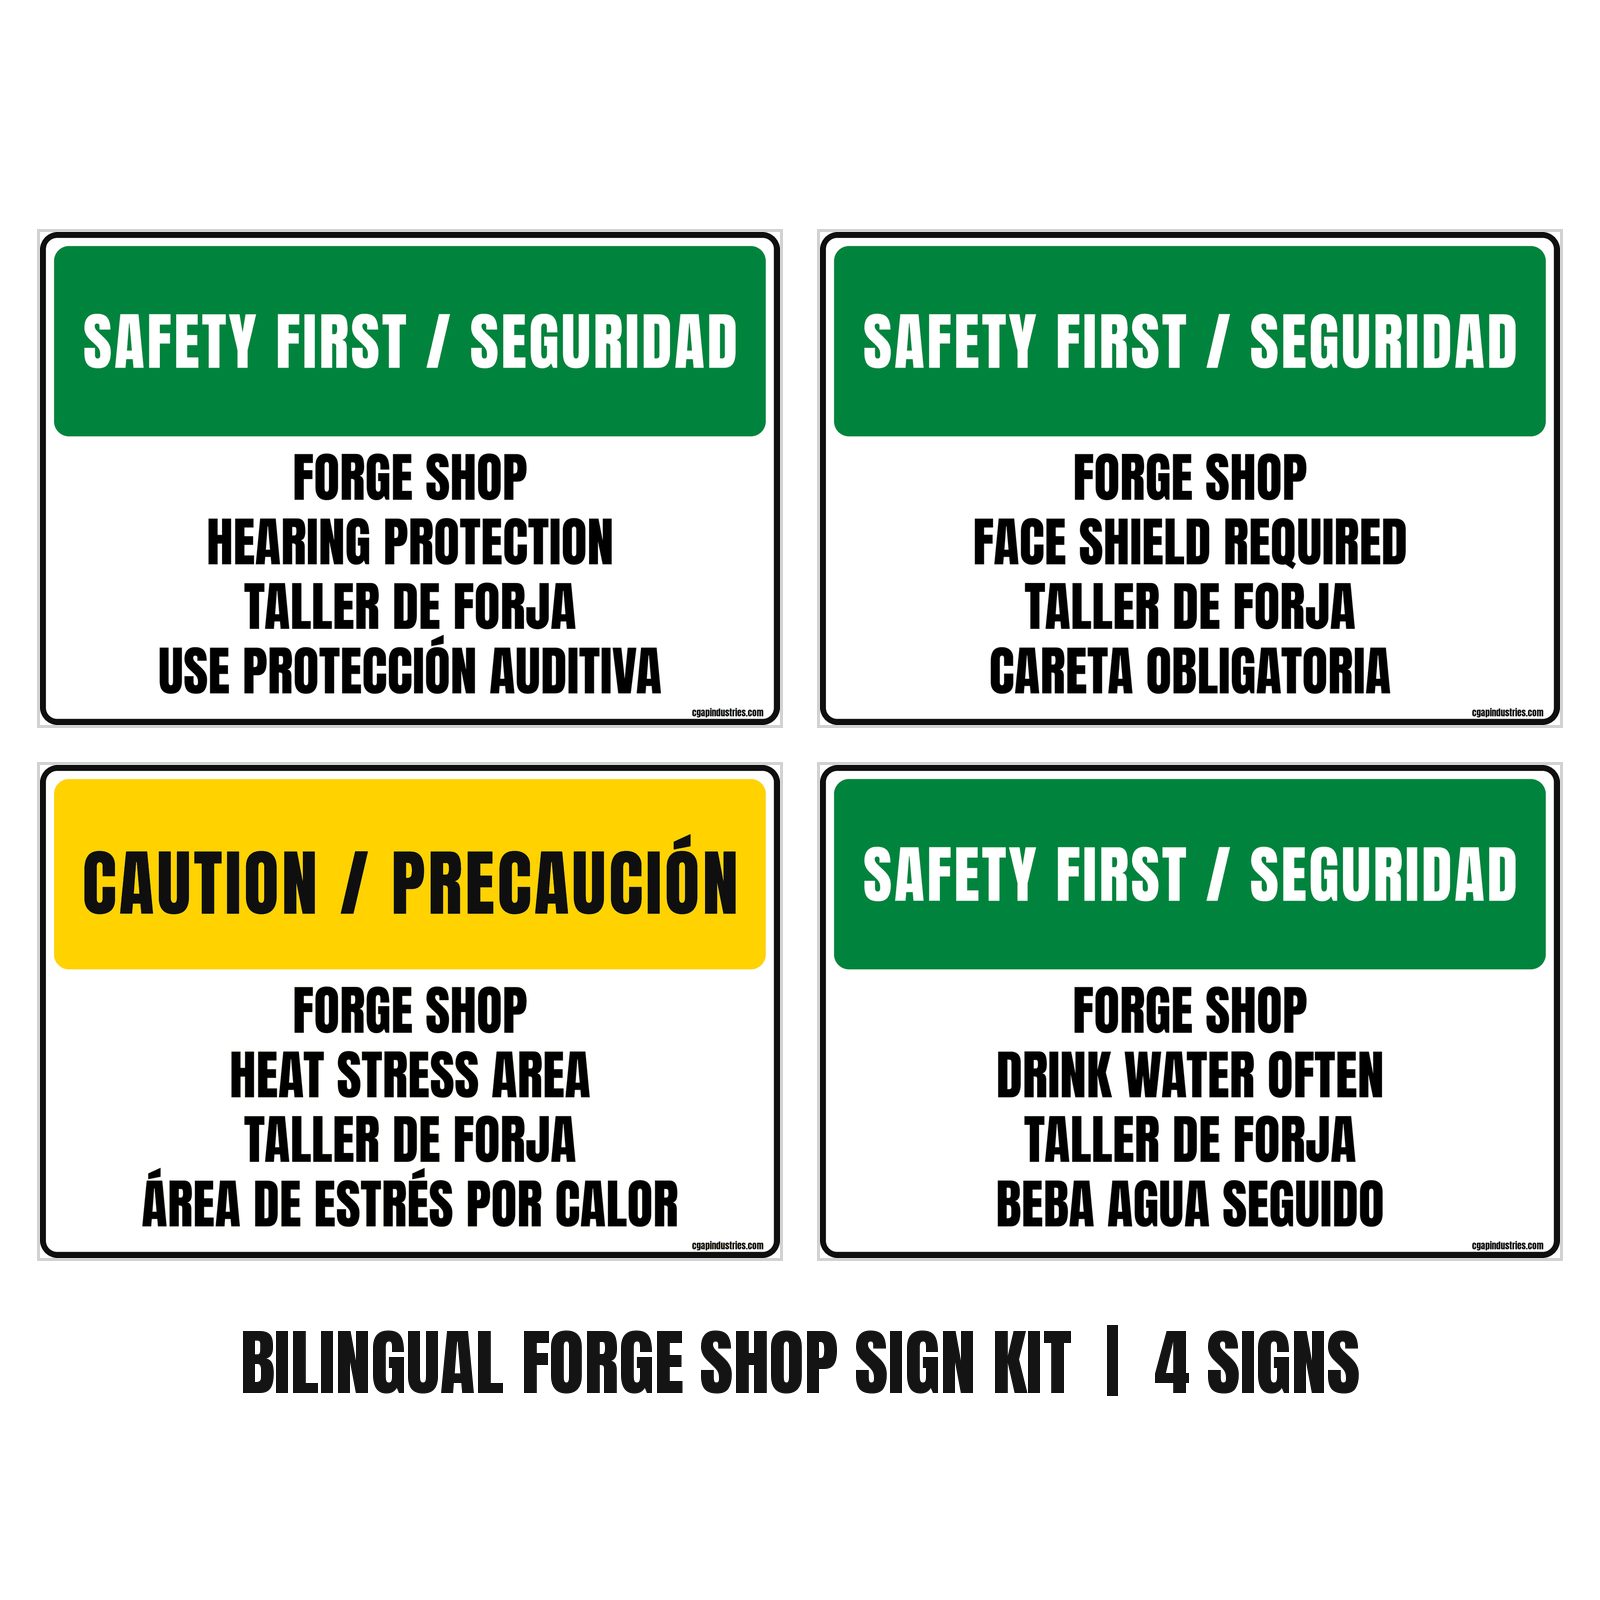 SAFETY FIRST / SEGURIDAD
FORGE SHOP
HEARING PROTECTION
TALLER DE FORJA
USE PROTECCIÓN AUDITIVA
cgapindustries.com
SAFETY FIRST / SEGURIDAD
FORGE SHOP
FACE SHIELD REQUIRED
TALLER DE FORJA
CARETA OBLIGATORIA
cgapindustries.com
CAUTION / PRECAUCIÓN
FORGE SHOP
HEAT STRESS AREA
TALLER DE FORJA
ÁREA DE ESTRÉS POR CALOR
cgapindustries.com
SAFETY FIRST / SEGURIDAD
FORGE SHOP
DRINK WATER OFTEN
TALLER DE FORJA
BEBA AGUA SEGUIDO
cgapindustries.com
BILINGUAL FORGE SHOP SIGN KIT | 4 SIGNS